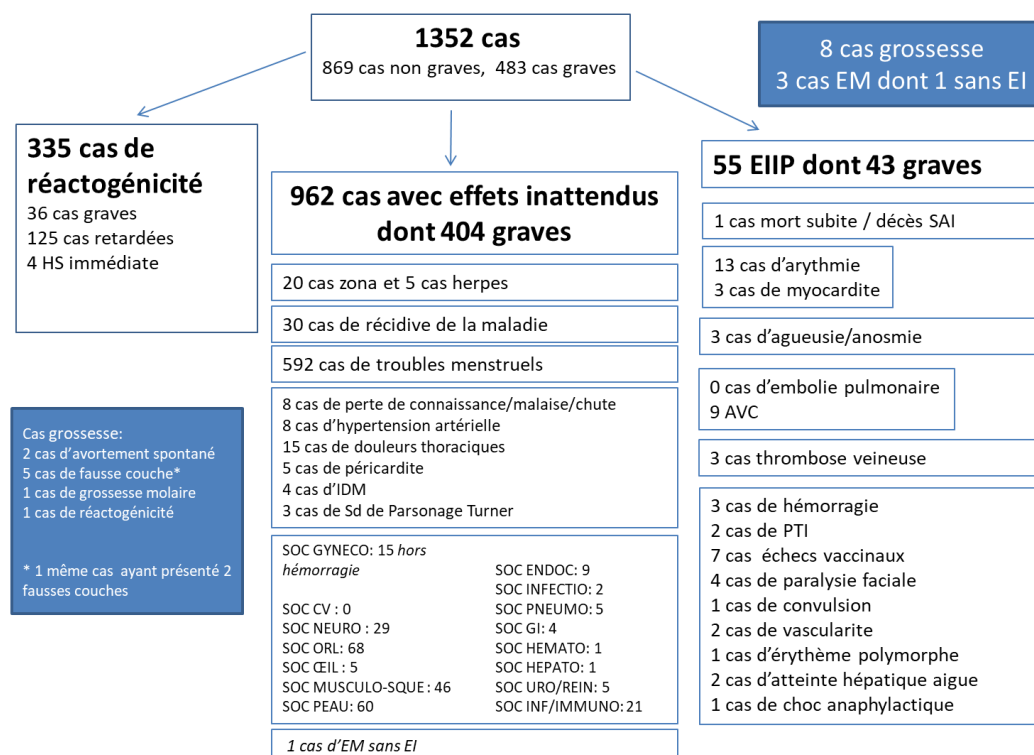 1352 cas
869 cas non graves, 483 cas graves
8 cas grossesse
3 cas EM dont 1 sans EI
335 cas de
réactogénicité
36 cas graves
125 cas retardées
4 HS immédiate
962 cas avec effets inattendus
dont 404 graves
20 cas zona et 5 cas herpes
30 cas de récidive de la maladie
592 cas de troubles menstruels
8 cas de perte de connaissance/malaise/chute
8 cas d’hypertension artérielle
15 cas de douleurs thoraciques
5 cas de péricardite
4 cas d’IDM
3 cas de Sd de Parsonage Turner
SOC GYNECO: 15 hors
hémorragie
SOC CV : 0
SOC NEURO : 29
SOC ORL: 68
SOC ŒIL : 5
SOC MUSCULO-SQUE : 46
SOC PEAU: 60
SOC ENDOC: 9
SOC INFECTIO: 2
SOC PNEUMO: 5
SOC GI: 4
SOC HEMATO: 1
SOC HEPATO: 1
SOC URO/REIN: 5
SOC INF/IMMUNO: 21
1 cas d’EM sans EI
55 EIIP dont 43 graves
1 cas mort subite / décès SAI
13 cas d’arythmie
3 cas de myocardite
3 cas d’agueusie/anosmie
0 cas d’embolie pulmonaire
9 AVC
3 cas thrombose veineuse
3 cas de hémorragie
2 cas de PTI
7 cas échecs vaccinaux
4 cas de paralysie faciale
1 cas de convulsion
2 cas de vascularite
1 cas d’érythème polymorphe
2 cas d’atteinte hépatique aigue
1 cas de choc anaphylactique
Cas grossesse:
2 cas d’avortement spontané
5 cas de fausse couche*
1 cas de grossesse molaire
1 cas de réactogénicité
* 1 même cas ayant présenté 2
fausses couches